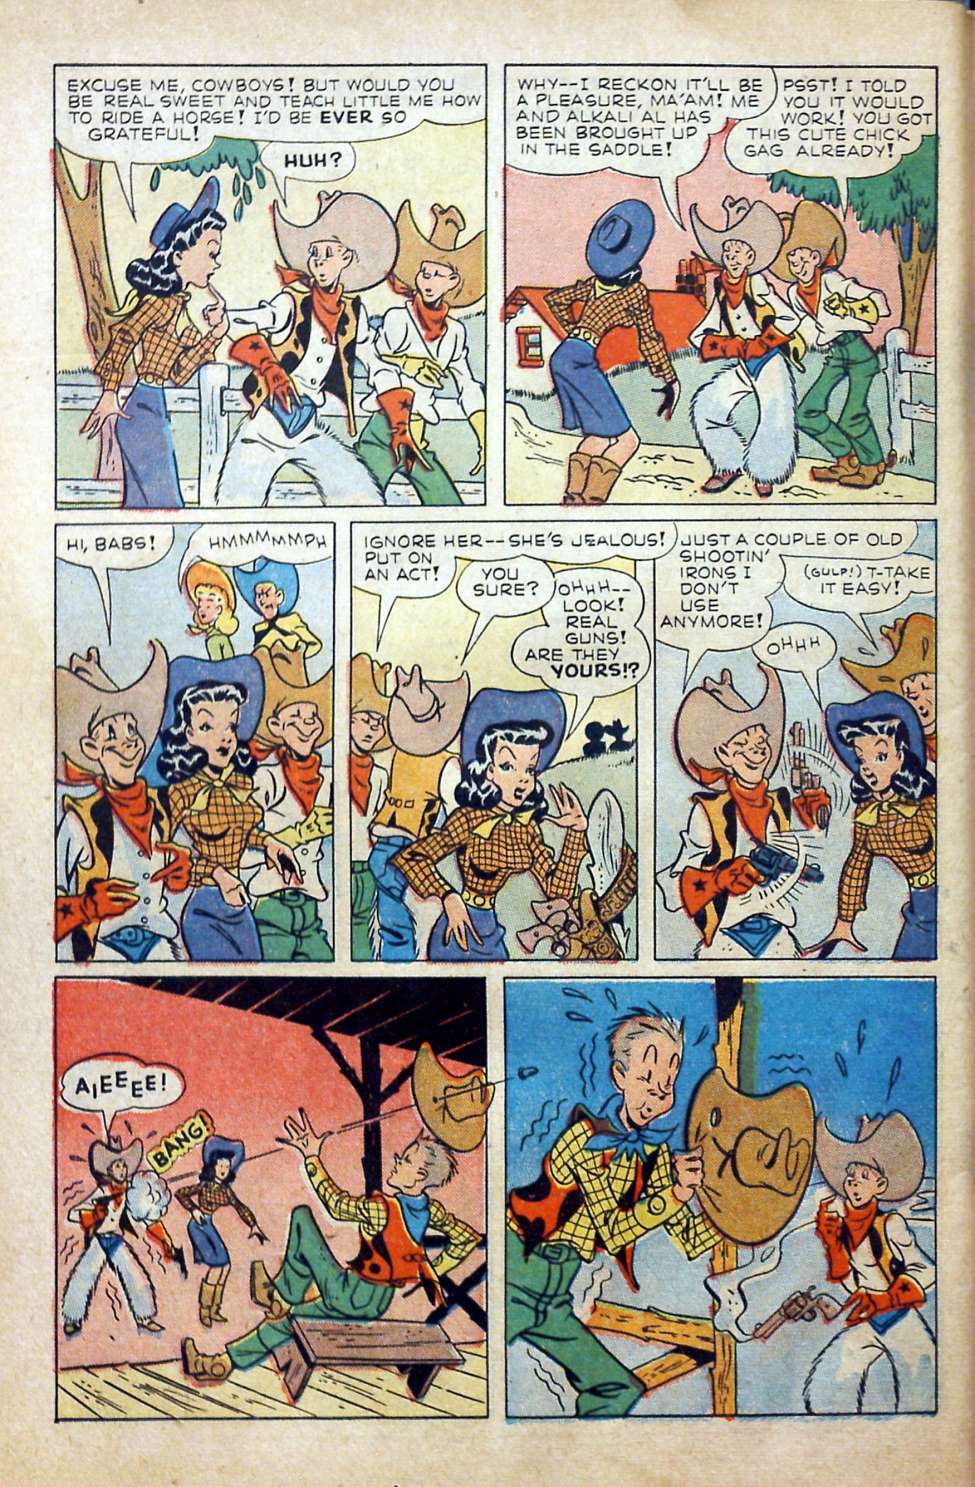 EXCUSE ME, COWBOYS! BUT WOULD YOU
BE REAL SWEET AND TEACH LITTLE ME HOW
TO RIDE A HORSE! I'D BE EVER SO
GRATEFUL!
HUH?
WHY--I RECKON IT'LL BE
A PLEASURE, MA'AM! ME
AND ALKALI AL HAS
BEEN BROUGHT UP
IN THE SADDLE!
PSST! I TOLD
YOU IT WOULD
WORK! YOU GOT
THIS CUTE CHICK
GAG ALREADY!
HI, BABS!
HMMMMMMPH
IGNORE HER--SHE'S JEALOUS!
PUT ON
AN ACT!
YOU
SURE?
OHHH--
LOOK!
REAL
GUNS!
ARE THEY
YOURS!?
JUST A COUPLE OF OLD
SHOOTIN'
IRONS I
DON'T
USE
ANYMORE!
OHHH
(GULP!) T-TAKE
IT EASY!
AIEEEEE!
BANG!